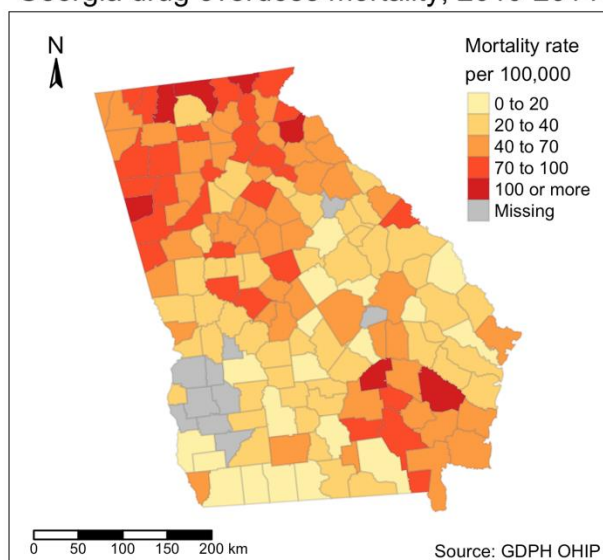 N
Mortality rate
per 100,000
0 to 20
20 to 40
40 to 70
70 to 100
100 or more
Missing
0 50 100 150 200 km
Source: GDPH OHIP